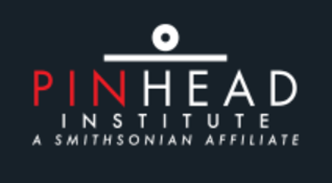 PINHEAD
INSTITUTE
A SMITHSONIAN AFFILIATE